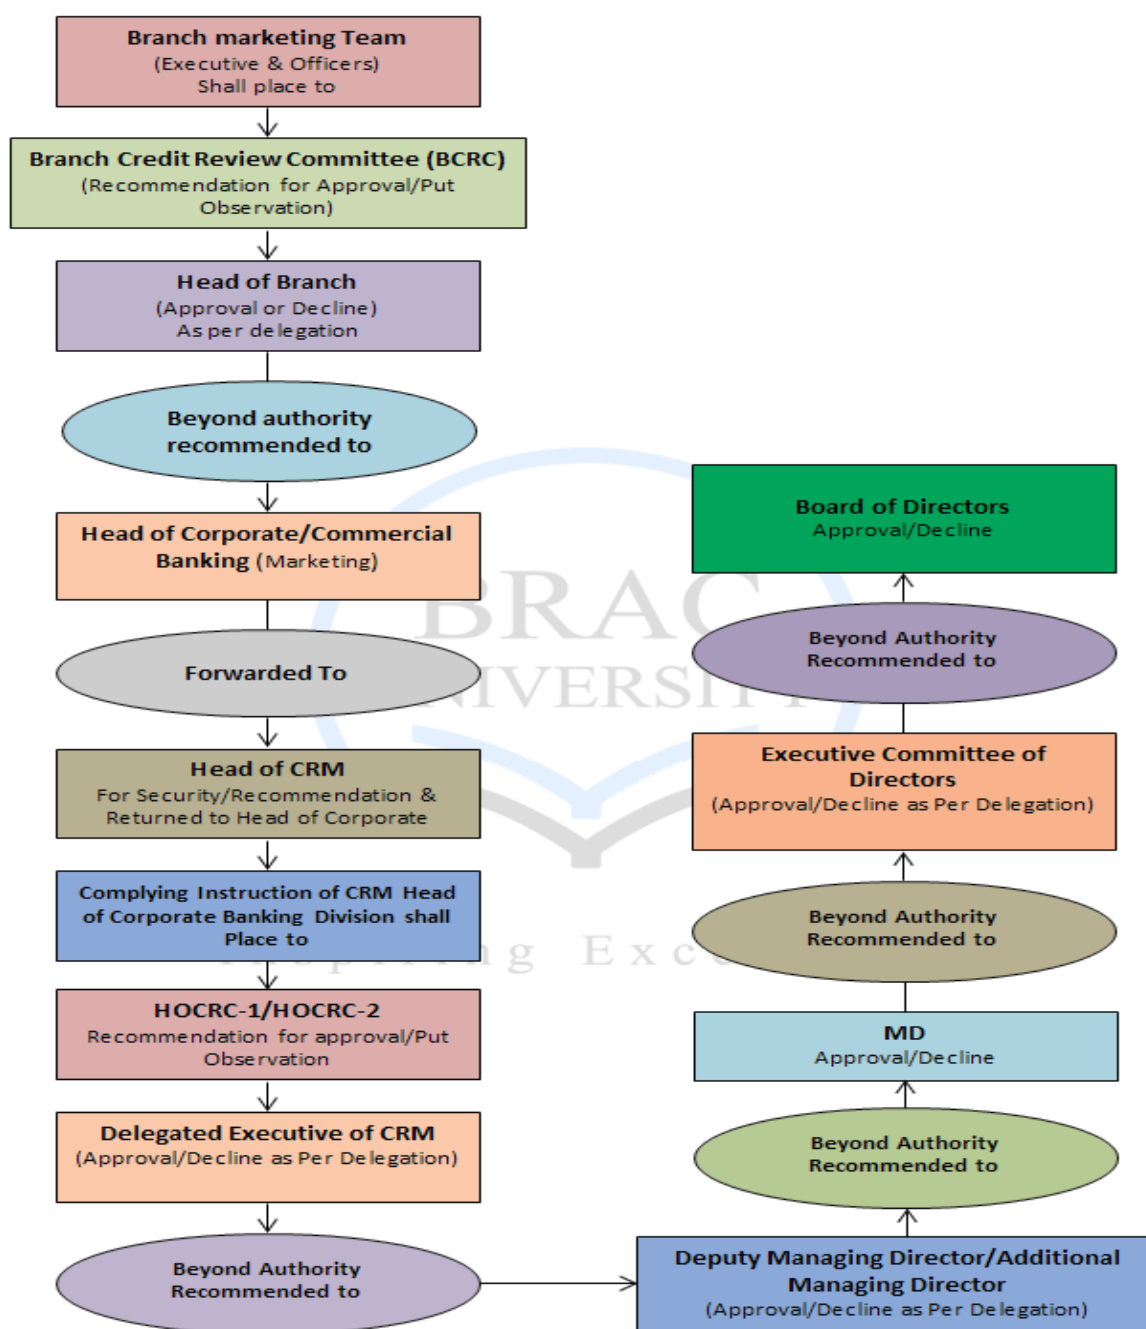 Branch marketing Team
(Executive & Officers)
Shall place to
Branch Credit Review Committee (BCRC)
(Recommendation for Approval/Put
Observation)
Head of Branch
(Approval or Decline)
As per delegation
Beyond authority
recommended to
Head of Corporate/Commercial
Banking (Marketing)
Forwarded To
Head of CRM
For Security/Recommendation &
Returned to Head of Corporate
Complying Instruction of CRM Head
of Corporate Banking Division shall
Place to
HOCRC-1/HOCRC-2
Recommendation for approval/Put
Observation
Delegated Executive of CRM
(Approval/Decline as Per Delegation)
Beyond Authority
Recommended to
Deputy Managing Director/Additional
Managing Director
(Approval/Decline as Per Delegation)
Beyond Authority
Recommended to
MD
Approval/Decline
Beyond Authority
Recommended to
Executive Committee of
Directors
(Approval/Decline as Per Delegation)
Beyond Authority
Recommended to
Board of Directors
Approval/Decline
BRAC